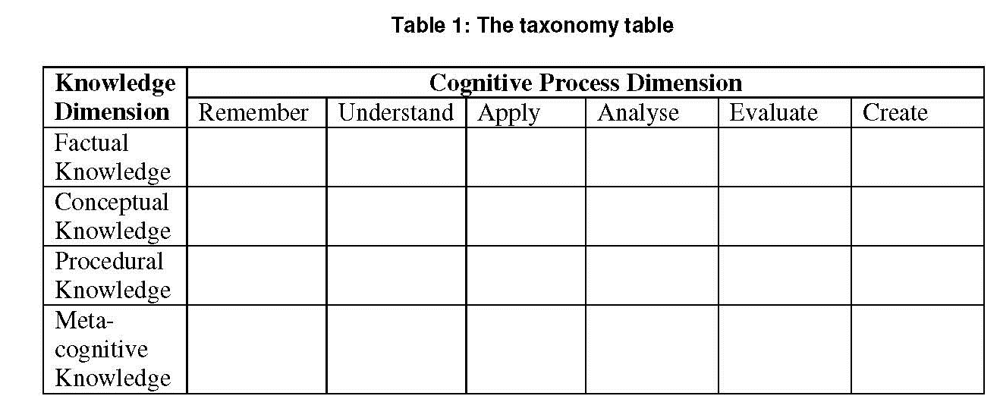 Table 1: The taxonomy table
Knowledge Dimension
Cognitive Process Dimension
Remember Understand Apply Analyse Evaluate Create
Factual
Knowledge
Conceptual
Knowledge
Procedural
Knowledge
Meta-
cognitive
Knowledge